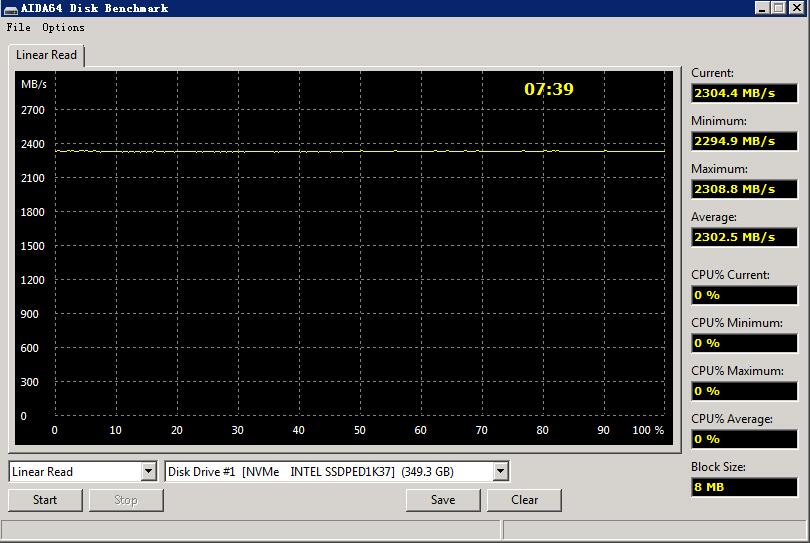 AIDA64 Disk Benchmark
File Options
Linear Read
MB/s
07:39
2700
2400
2100
1800
1500
1200
900
600
300
0
0 10 20 30 40 50 60 70 80 90 100 %
Current:
2304.4 MB/s
Minimum:
2294.9 MB/s
Maximum:
2308.8 MB/s
Average:
2302.5 MB/s
CPU% Current:
0 %
CPU% Minimum:
0 %
CPU% Maximum:
0 %
CPU% Average:
0 %
Block Size:
8 MB
Linear Read
Disk Drive #1 [NVMe INTEL SSDPED1K37] (349.3 GB)
Start Stop Save Clear